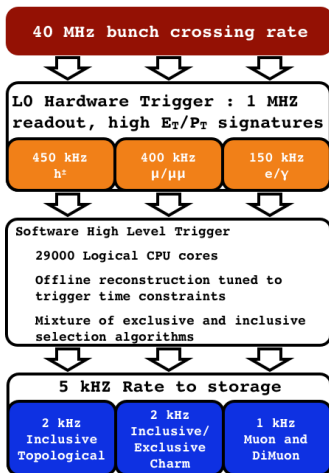 40 MHz bunch crossing rate
L0 Hardware Trigger : 1 MHz
readout, high E_T/P_T signatures
450 kHz
h±
400 kHz
μ/μμ
150 kHz
e/γ
Software High Level Trigger
29000 Logical CPU cores
Offline reconstruction tuned to
trigger time constraints
Mixture of exclusive and inclusive
selection algorithms
5 kHz Rate to storage
2 kHz
Inclusive
Topological
2 kHz
Inclusive/
Exclusive
Charm
1 kHz
Muon and
DiMuon